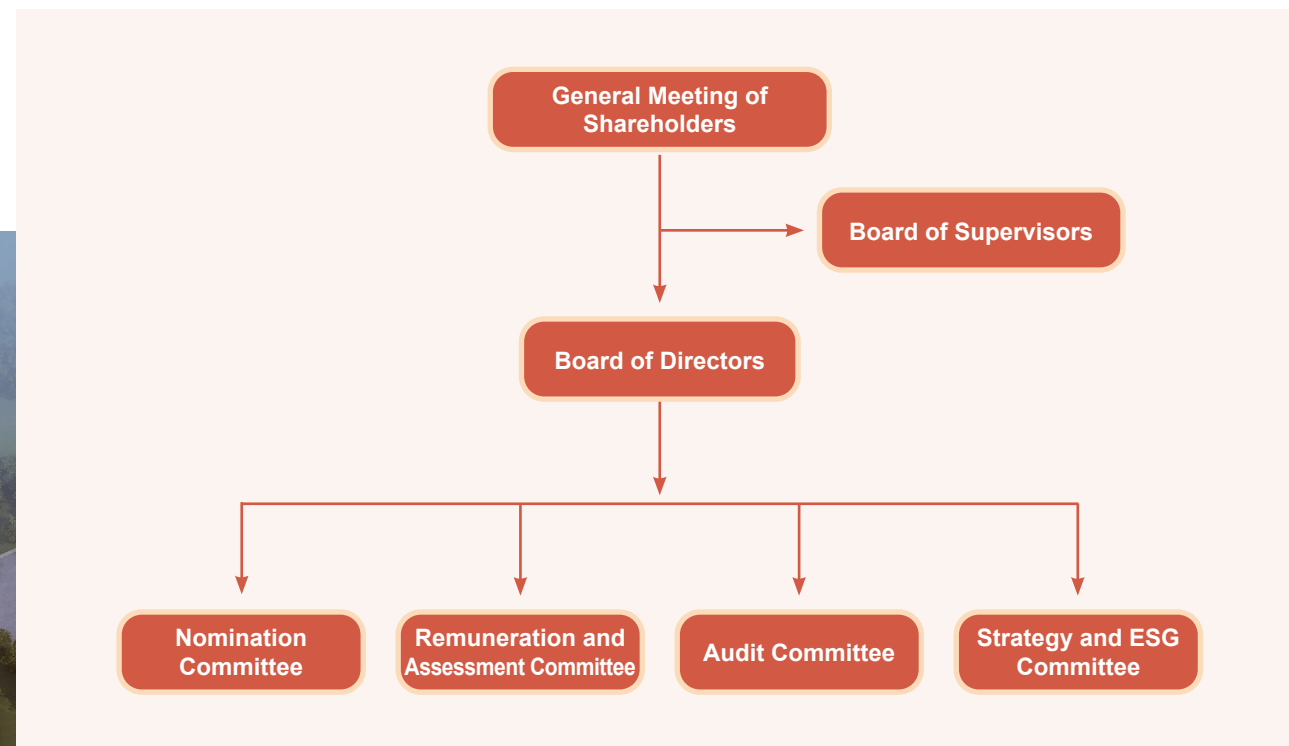 General Meeting of
Shareholders
Board of Supervisors
Board of Directors
Nomination
Committee
Remuneration and
Assessment Committee
Audit Committee
Strategy and ESG
Committee